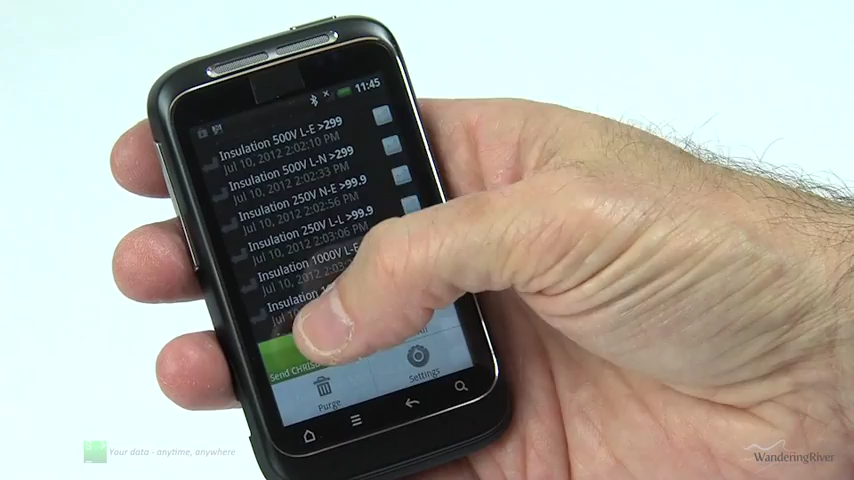 11:45
Insulation 500V L-E >299
Jul 10, 2012 2:02:10 PM
Insulation 500V L-N >299
Jul 10, 2012 2:02:33 PM
Insulation 250V N-E >99.9
Jul 10, 2012 2:02:56 PM
Insulation 250V L-L >99.9
Jul 10, 2012 2:03:06 PM
Insulation 1000V L-E
Jul 10, 2012
Insulation
Jul
Send
Settings
Purge
Your data - anytime, anywhere
WanderingRiver